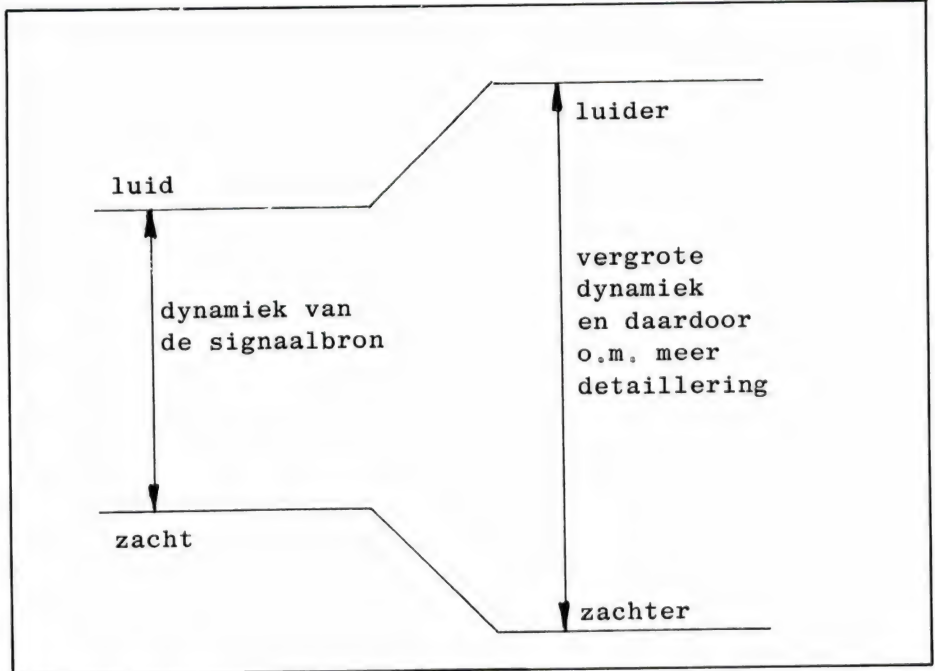 luider
luid
vergrote
dynamiek
en daardoor
o.m. meer
detaillering
dynamiek van
de signaalbron
zacht
zachter